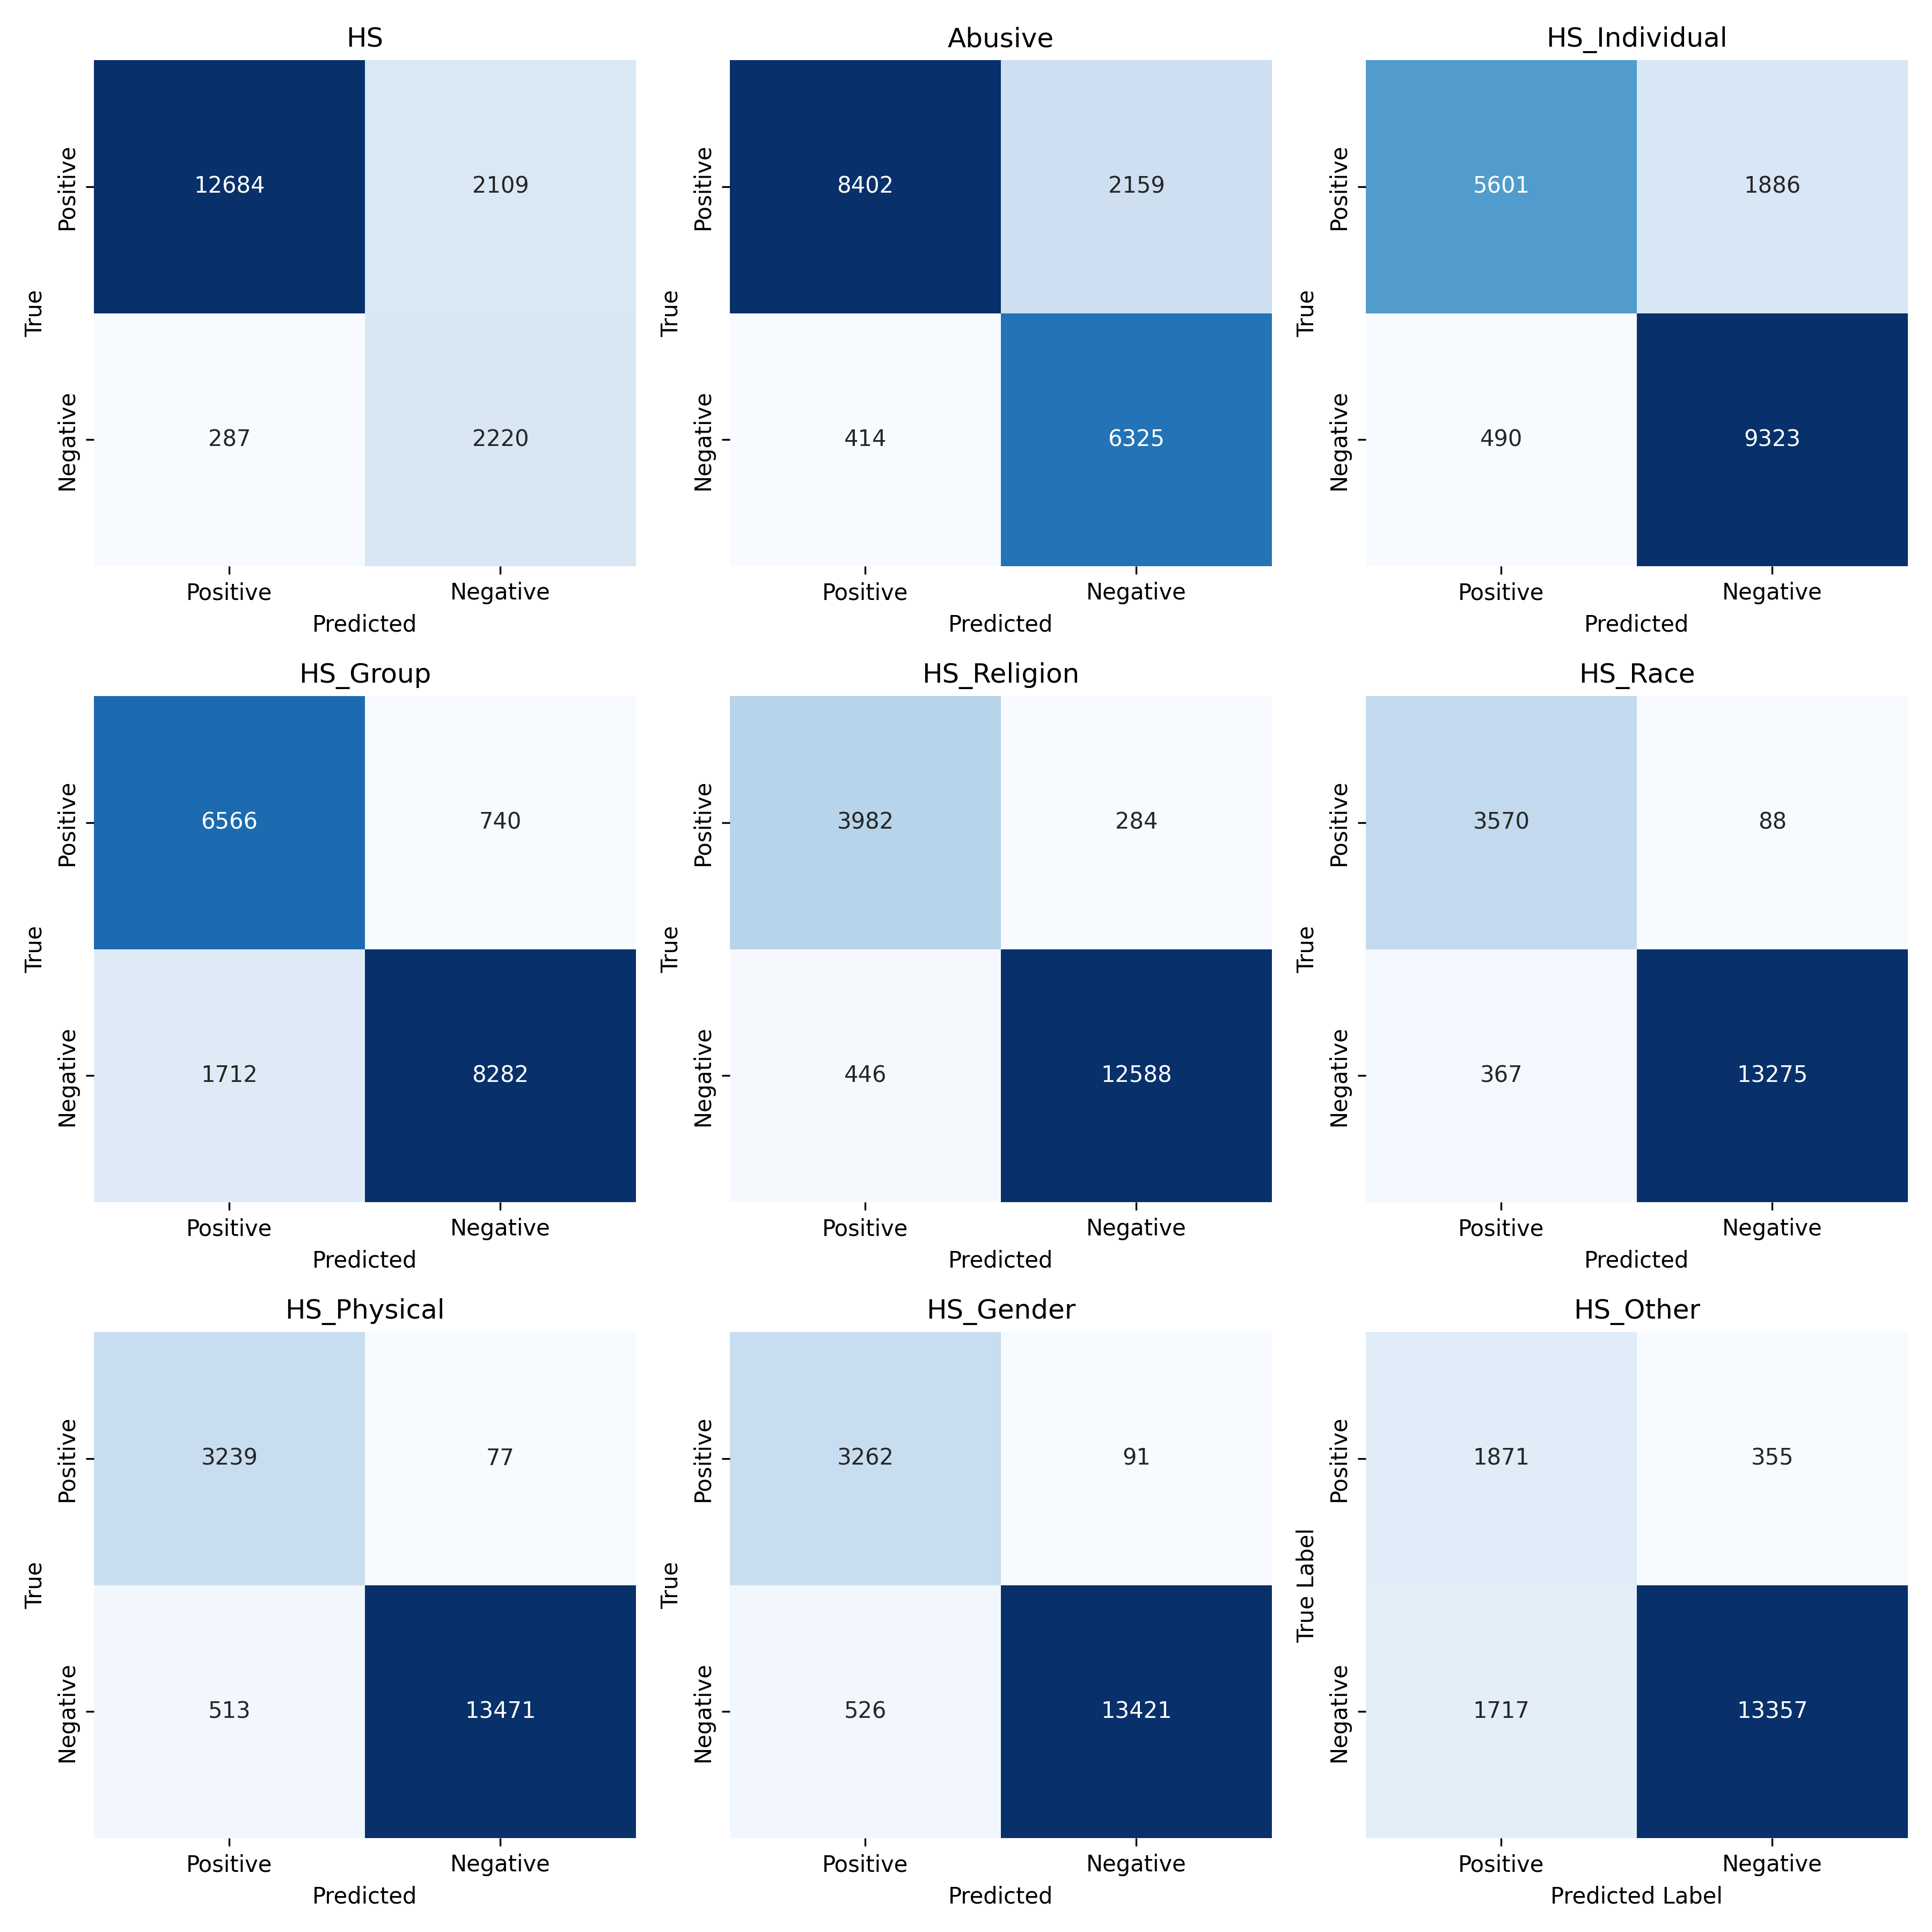 HS
Positive
12684
2109
True
Negative
287
2220
Positive
Negative
Predicted
Abusive
Positive
8402
2159
True
Negative
414
6325
Positive
Negative
Predicted
HS_Individual
Positive
5601
1886
True
Negative
490
9323
Positive
Negative
Predicted
HS_Group
Positive
6566
740
True
Negative
1712
8282
Positive
Negative
Predicted
HS_Religion
Positive
3982
284
True
Negative
446
12588
Positive
Negative
Predicted
HS_Race
Positive
3570
88
True
Negative
367
13275
Positive
Negative
Predicted
HS_Physical
Positive
3239
77
True
Negative
513
13471
Positive
Negative
Predicted
HS_Gender
Positive
3262
91
True
Negative
526
13421
Positive
Negative
Predicted
HS_Other
Positive
1871
355
True Label
Negative
1717
13357
Positive
Negative
Predicted Label